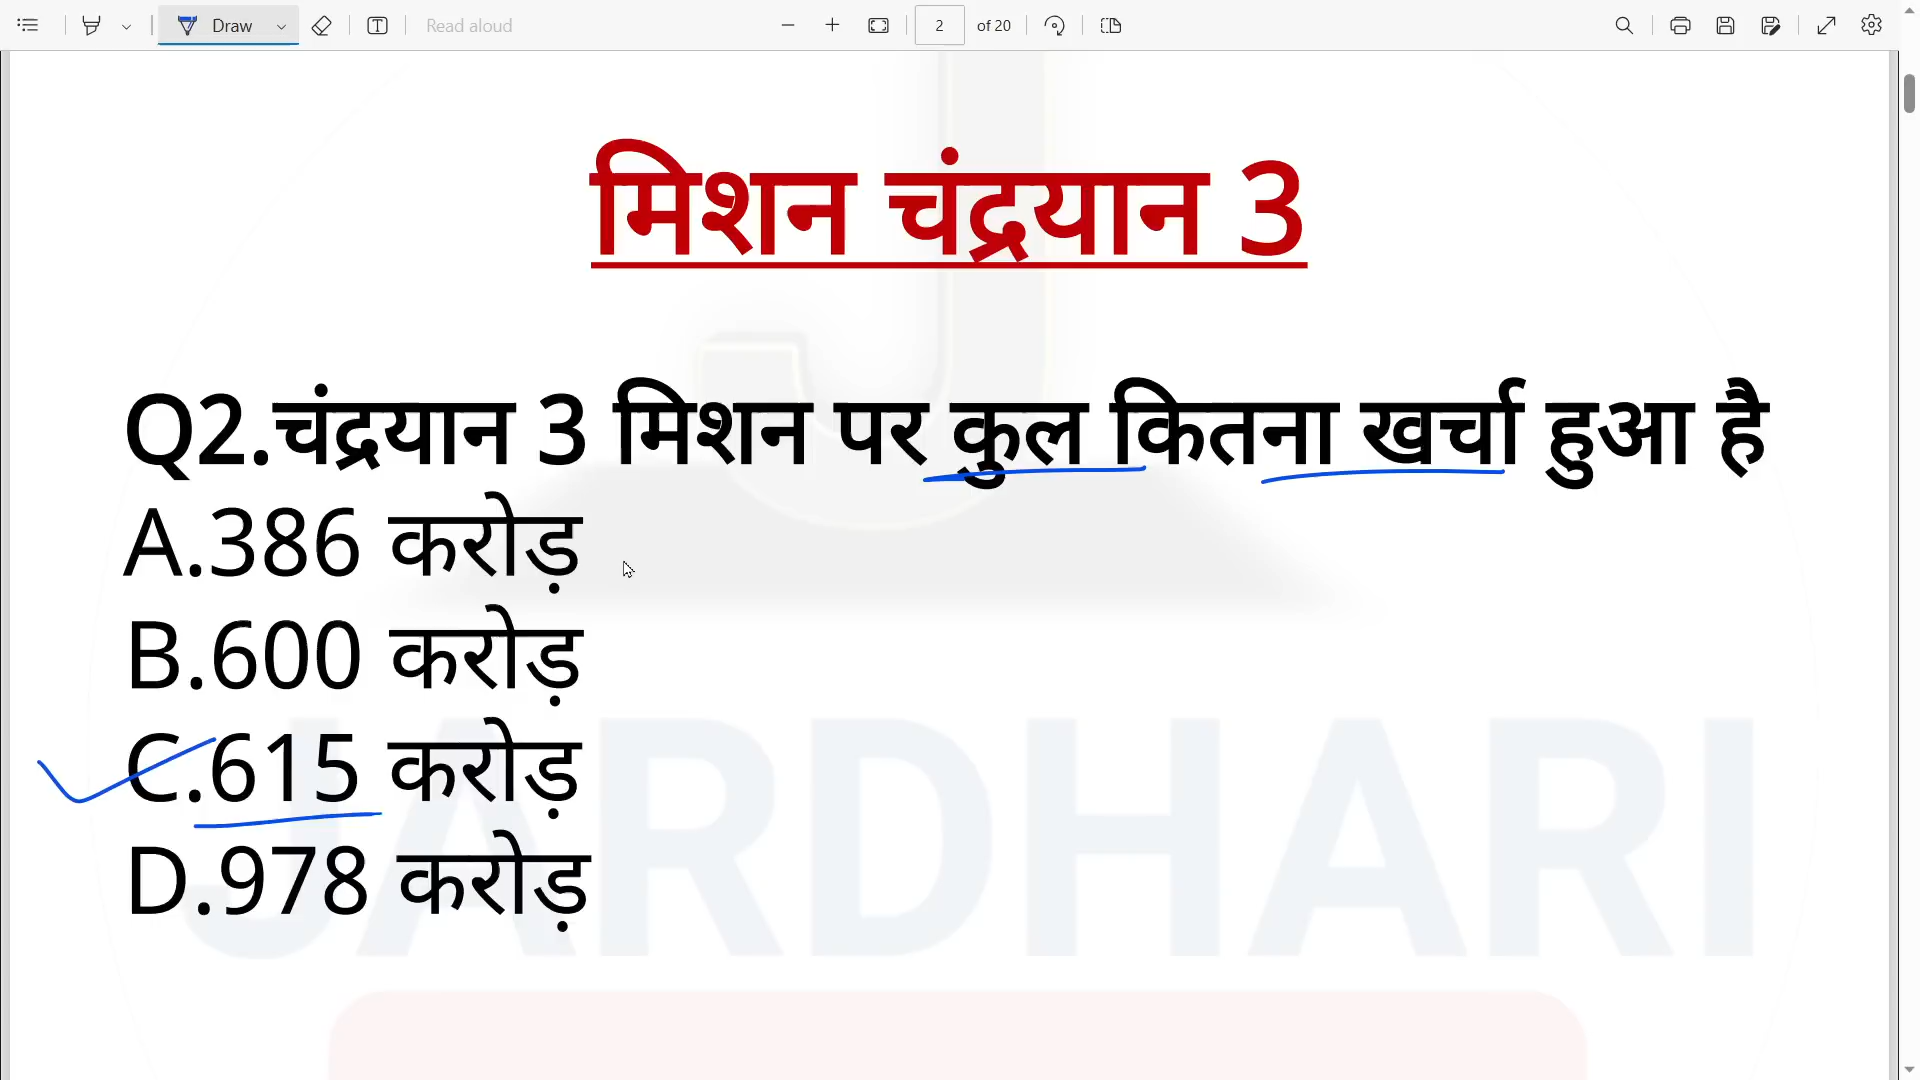 Draw
Read aloud
2 of 20
मिशन चंद्रयान 3
Q2.चंद्रयान 3 मिशन पर कुल कितना खर्चा हुआ है
A.386 करोड़
B.600 करोड़
C.615 करोड़
D.978 करोड़
JARDHARI